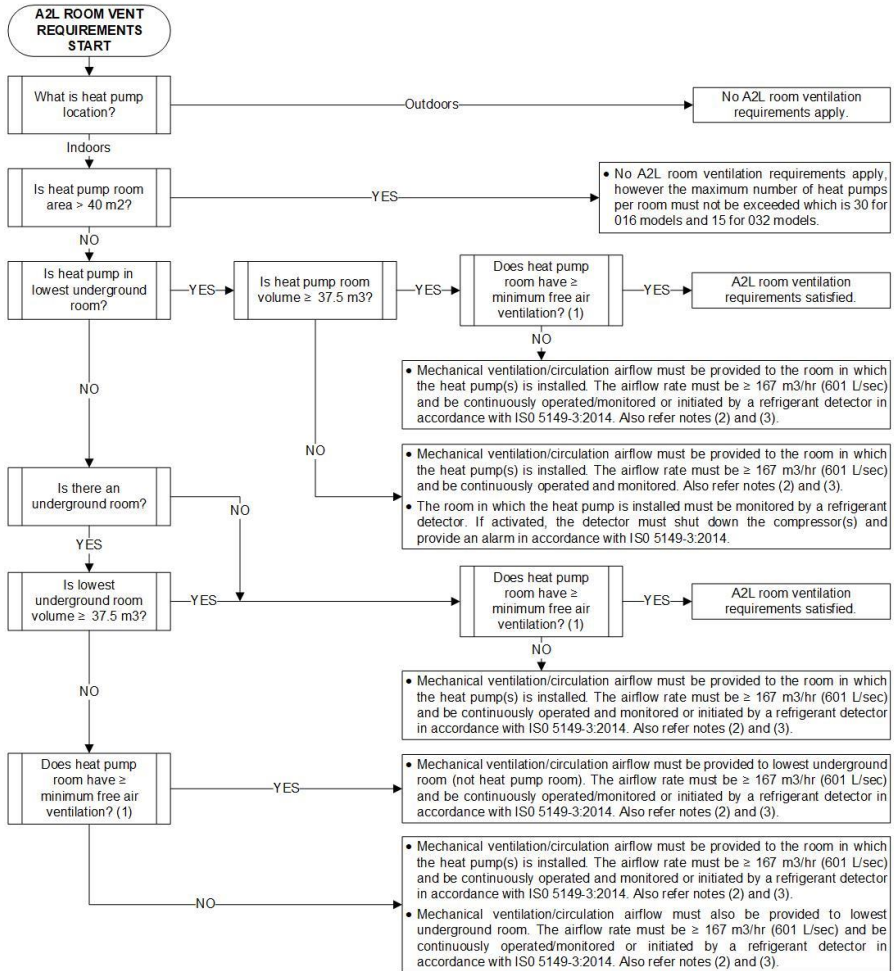 A2L ROOM VENT
REQUIREMENTS
START
What is heat pump
location?
Outdoors
No A2L room ventilation
requirements apply.
Indoors
Is heat pump room
area > 40 m2?
YES
• No A2L room ventilation requirements apply,
however the maximum number of heat pumps
per room must not be exceeded which is 30 for
016 models and 15 for 032 models.
NO
Is heat pump in
lowest underground
room?
YES
Is heat pump room
volume ≥ 37.5 m3?
YES
Does heat pump
room have ≥
minimum free air
ventilation? (1)
YES
A2L room ventilation
requirements satisfied.
NO
• Mechanical ventilation/circulation airflow must be provided to the room in which
the heat pump(s) is installed. The airflow rate must be ≥ 167 m3/hr (601 L/sec)
and be continuously operated/monitored or initiated by a refrigerant detector in
accordance with IS0 5149-3:2014. Also refer notes (2) and (3).
NO
NO
• Mechanical ventilation/circulation airflow must be provided to the room in which
the heat pump(s) is installed. The airflow rate must be ≥ 167 m3/hr (601 L/sec)
and be continuously operated and monitored. Also refer notes (2) and (3).
• The room in which the heat pump is installed must be monitored by a refrigerant
detector. If activated, the detector must shut down the compressor(s) and
provide an alarm in accordance with IS0 5149-3:2014.
Is there an
underground room?
NO
YES
Is lowest
underground room
volume ≥ 37.5 m3?
YES
Does heat pump
room have ≥
minimum free air
ventilation? (1)
YES
A2L room ventilation
requirements satisfied.
NO
NO
• Mechanical ventilation/circulation airflow must be provided to the room in which
the heat pump(s) is installed. The airflow rate must be ≥ 167 m3/hr (601 L/sec)
and be continuously operated and monitored or initiated by a refrigerant detector
in accordance with IS0 5149-3:2014. Also refer notes (2) and (3).
Does heat pump
room have ≥
minimum free air
ventilation? (1)
YES
• Mechanical ventilation/circulation airflow must be provided to lowest underground
room (not heat pump room). The airflow rate must be ≥ 167 m3/hr (601 L/sec)
and be continuously operated/monitored or initiated by a refrigerant detector in
accordance with IS0 5149-3:2014. Also refer notes (2) and (3).
NO
• Mechanical ventilation/circulation airflow must be provided to the room in which
the heat pump(s) is installed. The airflow rate must be ≥ 167 m3/hr (601 L/sec)
and be continuously operated and monitored or initiated by a refrigerant detector
in accordance with IS0 5149-3:2014. Also refer notes (2) and (3).
• Mechanical ventilation/circulation airflow must also be provided to lowest
underground room. The airflow rate must be ≥ 167 m3/hr (601 L/sec) and be
continuously operated/monitored or initiated by a refrigerant detector in
accordance with IS0 5149-3:2014. Also refer notes (2) and (3).